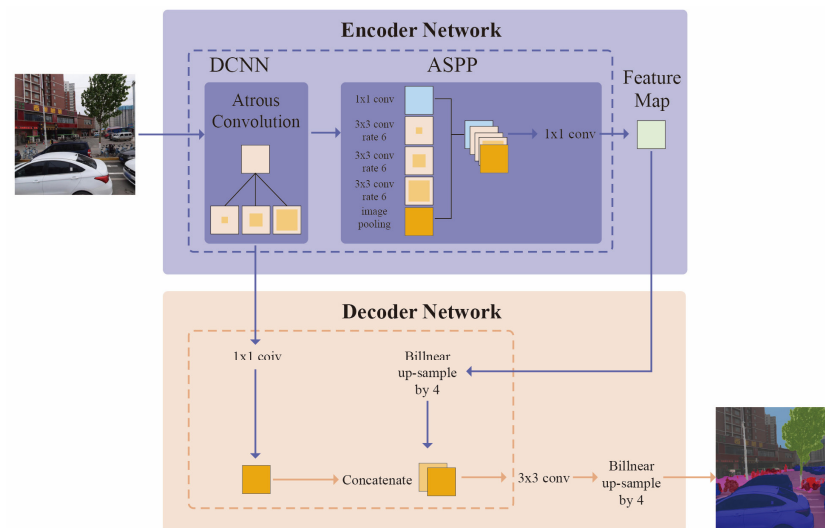 Encoder Network
DCNN
ASPP
Feature
Map
Atrous
Convolution
1x1 conv
3x3 conv
rate 6
3x3 conv
rate 6
3x3 conv
rate 6
image
pooling
1x1 conv
Decoder Network
1x1 coiv
Billnear
up-sample
by 4
Concatenate
3x3 conv
Billnear
up-sample
by 4